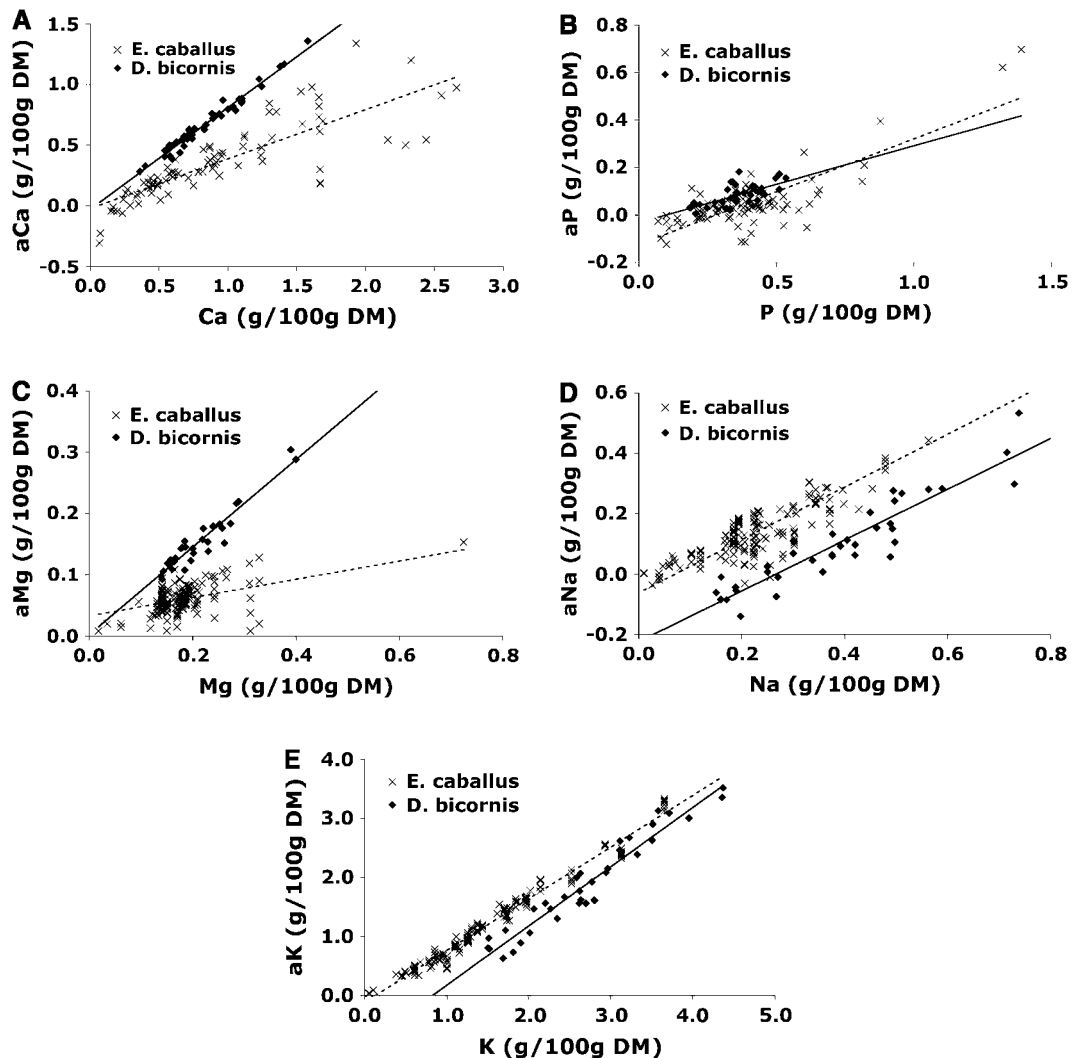 A
aCa (g/100g DM)
1.5
1.0
0.5
0.0
-0.5
× E. caballus
◆ D. bicornis
0.0 0.5 1.0 1.5 2.0 2.5 3.0
Ca (g/100g DM)
B
aP (g/100g DM)
0.8
0.6
0.4
0.2
0.0
-0.2
× E. caballus
◆ D. bicornis
0.0 0.5 1.0 1.5
P (g/100g DM)
C
aMg (g/100g DM)
0.4
0.3
0.2
0.1
0.0
× E. caballus
◆ D. bicornis
0.0 0.2 0.4 0.6 0.8
Mg (g/100g DM)
D
aNa (g/100g DM)
0.6
0.4
0.2
0.0
-0.2
× E. caballus
◆ D. bicornis
0.0 0.2 0.4 0.6 0.8
Na (g/100g DM)
E
aK (g/100g DM)
4.0
3.0
2.0
1.0
0.0
× E. caballus
◆ D. bicornis
0.0 1.0 2.0 3.0 4.0 5.0
K (g/100g DM)